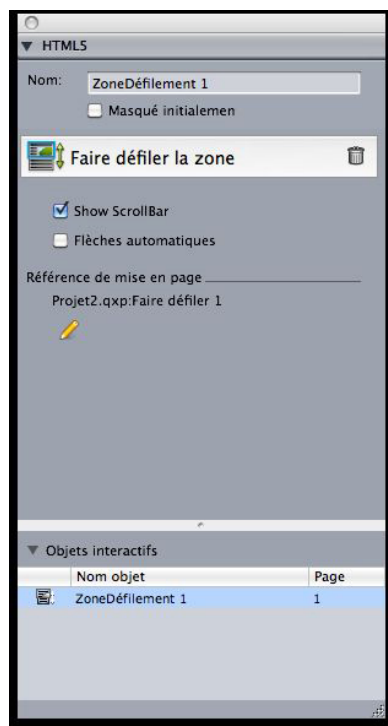 HTML5
Nom: ZoneDéfilement 1
Masqué initialemen
Faire défiler la zone
Show ScrollBar
Flèches automatiques
Référence de mise en page
Projet2.qxp:Faire défiler 1
Objets interactifs
Nom objet Page
ZoneDéfilement 1 1